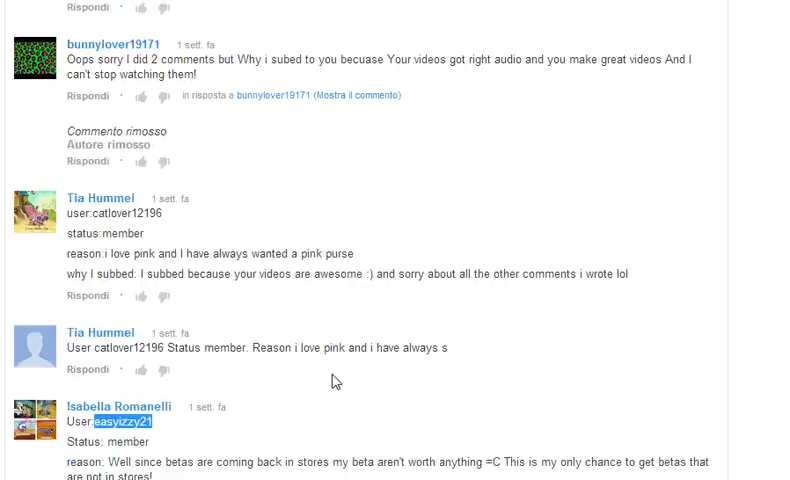 Rispondi ·
bunnylover19171 1 sett. fa
Oops sorry I did 2 comments but Why i subed to you becuase Your videos got right audio and you make great videos And I
can't stop watching them!
Rispondi · in risposta a bunnylover19171 (Mostra il commento)
Commento rimosso
Autore rimosso
Rispondi ·
Tia Hummel 1 sett. fa
user:catlover12196
status:member
reason:i love pink and I have always wanted a pink purse
why I subbed: I subbed because your videos are awesome :) and sorry about all the other comments i wrote lol
Rispondi ·
Tia Hummel 1 sett. fa
User catlover12196 Status member. Reason i love pink and i have always s
Rispondi ·
Isabella Romanelli 1 sett. fa
User:easyizzy21
Status: member
reason: Well since betas are coming back in stores my beta aren't worth anything =C This is my only chance to get betas that
are not in stores!